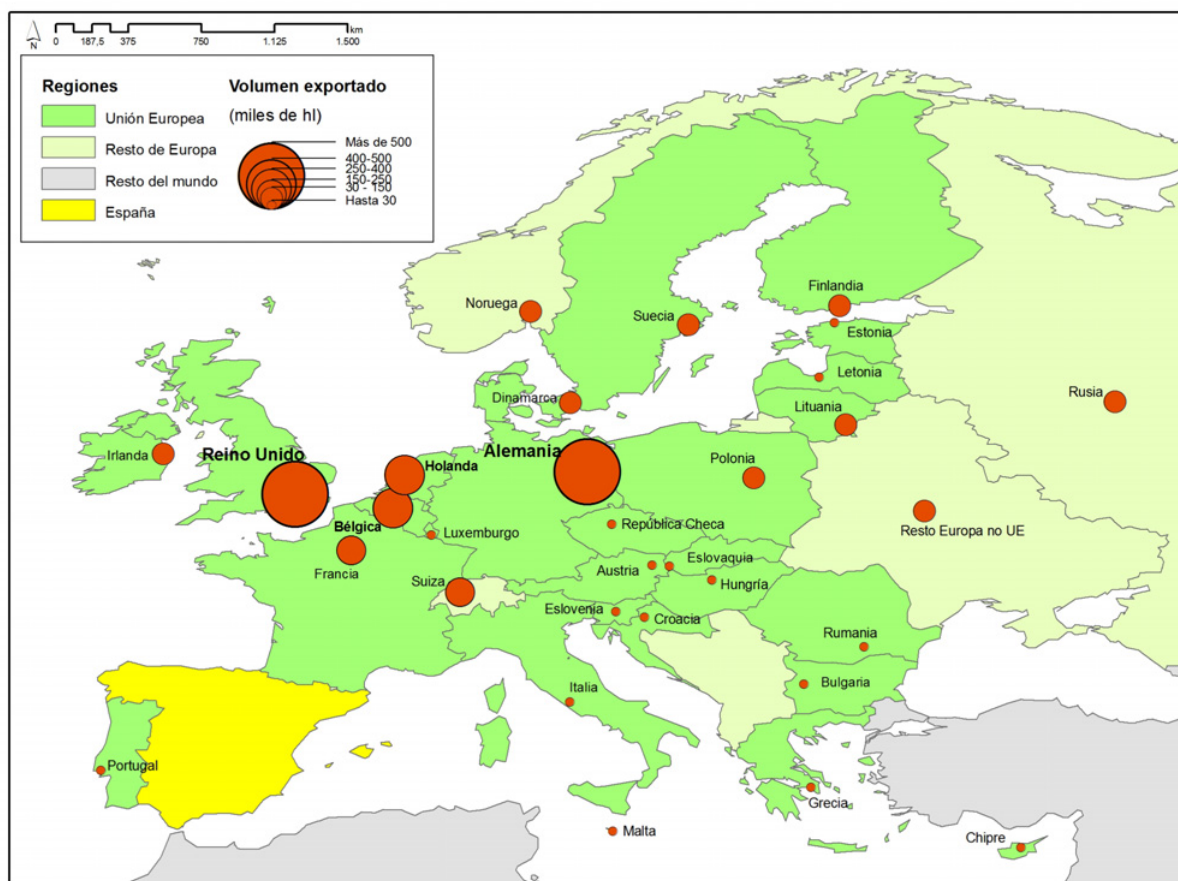 N
0 187,5 375 750 1.125 1.500
km
Regiones
Unión Europea
Resto de Europa
Resto del mundo
España
Volumen exportado
(miles de hl)
Más de 500
400-500
250-400
150-250
30 - 150
Hasta 30
Noruega
Suecia
Finlandia
Estonia
Letonia
Lituania
Rusia
Dinamarca
Irlanda
Reino Unido
Holanda
Alemania
Polonia
Bélgica
Luxemburgo
República Checa
Resto Europa no UE
Francia
Suiza
Austria
Eslovaquia
Hungría
Eslovenia
Croacia
Rumania
Italia
Bulgaria
Portugal
Grecia
Malta
Chipre